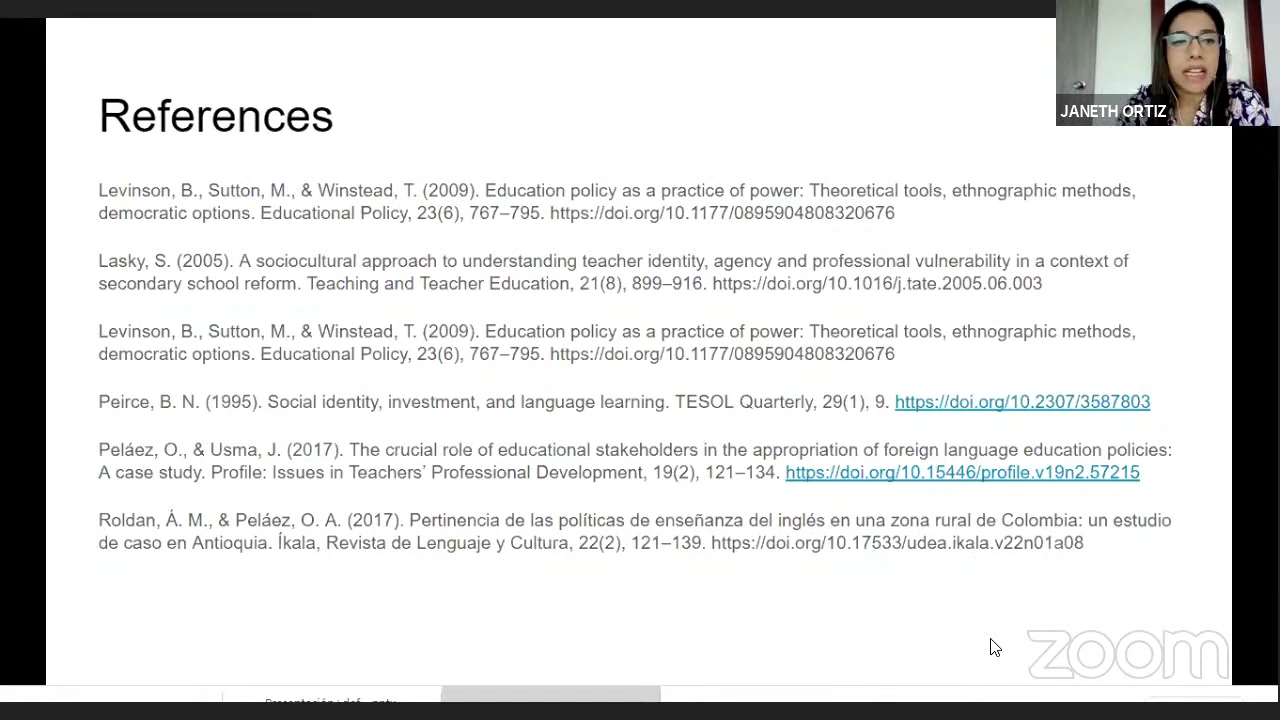 JANETH ORTIZ
References
Levinson, B., Sutton, M., & Winstead, T. (2009). Education policy as a practice of power: Theoretical tools, ethnographic methods,
democratic options. Educational Policy, 23(6), 767–795. https://doi.org/10.1177/0895904808320676
Lasky, S. (2005). A sociocultural approach to understanding teacher identity, agency and professional vulnerability in a context of
secondary school reform. Teaching and Teacher Education, 21(8), 899–916. https://doi.org/10.1016/j.tate.2005.06.003
Levinson, B., Sutton, M., & Winstead, T. (2009). Education policy as a practice of power: Theoretical tools, ethnographic methods,
democratic options. Educational Policy, 23(6), 767–795. https://doi.org/10.1177/0895904808320676
Peirce, B. N. (1995). Social identity, investment, and language learning. TESOL Quarterly, 29(1), 9. https://doi.org/10.2307/3587803
Peláez, O., & Usma, J. (2017). The crucial role of educational stakeholders in the appropriation of foreign language education policies:
A case study. Profile: Issues in Teachers’ Professional Development, 19(2), 121–134. https://doi.org/10.15446/profile.v19n2.57215
Roldan, Á. M., & Peláez, O. A. (2017). Pertinencia de las políticas de enseñanza del inglés en una zona rural de Colombia: un estudio
de caso en Antioquia. Íkala, Revista de Lenguaje y Cultura, 22(2), 121–139. https://doi.org/10.17533/udea.ikala.v22n01a08
zoom